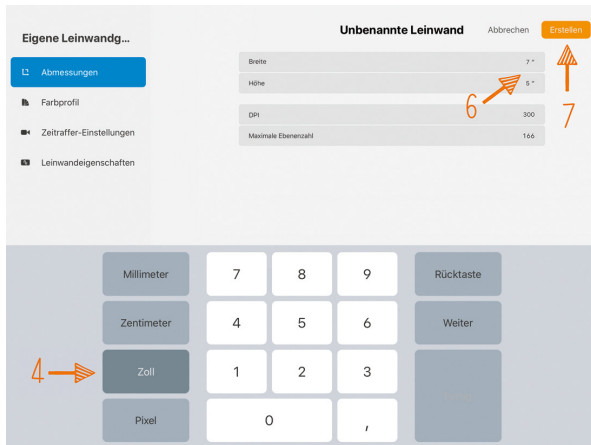 Eigene Leinwandg...
Unbenannte Leinwand
Abbrechen
Erstellen
Abmessungen
Farbprofil
Zeitraffer-Einstellungen
Leinwandeigenschaften
Breite 7 "
Höhe 5 "
DPI 300
Maximale Ebenenzahl 166
6
7
Millimeter 7 8 9 Rücktaste
Zentimeter 4 5 6 Weiter
4 Zoll 1 2 3
Pixel 0 ,